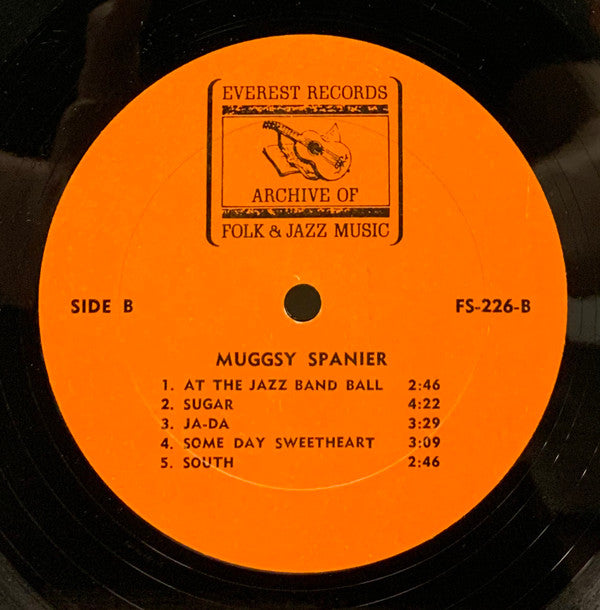 EVEREST RECORDS
ARCHIVE OF
FOLK & JAZZ MUSIC
SIDE B FS-226-B
MUGGSY SPANIER
1. AT THE JAZZ BAND BALL 2:46
2. SUGAR 4:22
3. JA-DA 3:29
4. SOME DAY SWEETHEART 3:09
5. SOUTH 2:46